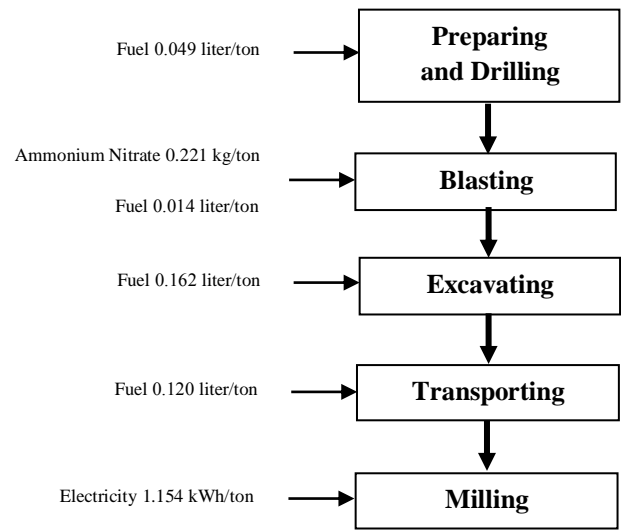 Fuel 0.049 liter/ton
Preparing
and Drilling
Ammonium Nitrate 0.221 kg/ton
Fuel 0.014 liter/ton
Blasting
Fuel 0.162 liter/ton
Excavating
Fuel 0.120 liter/ton
Transporting
Electricity 1.154 kWh/ton
Milling